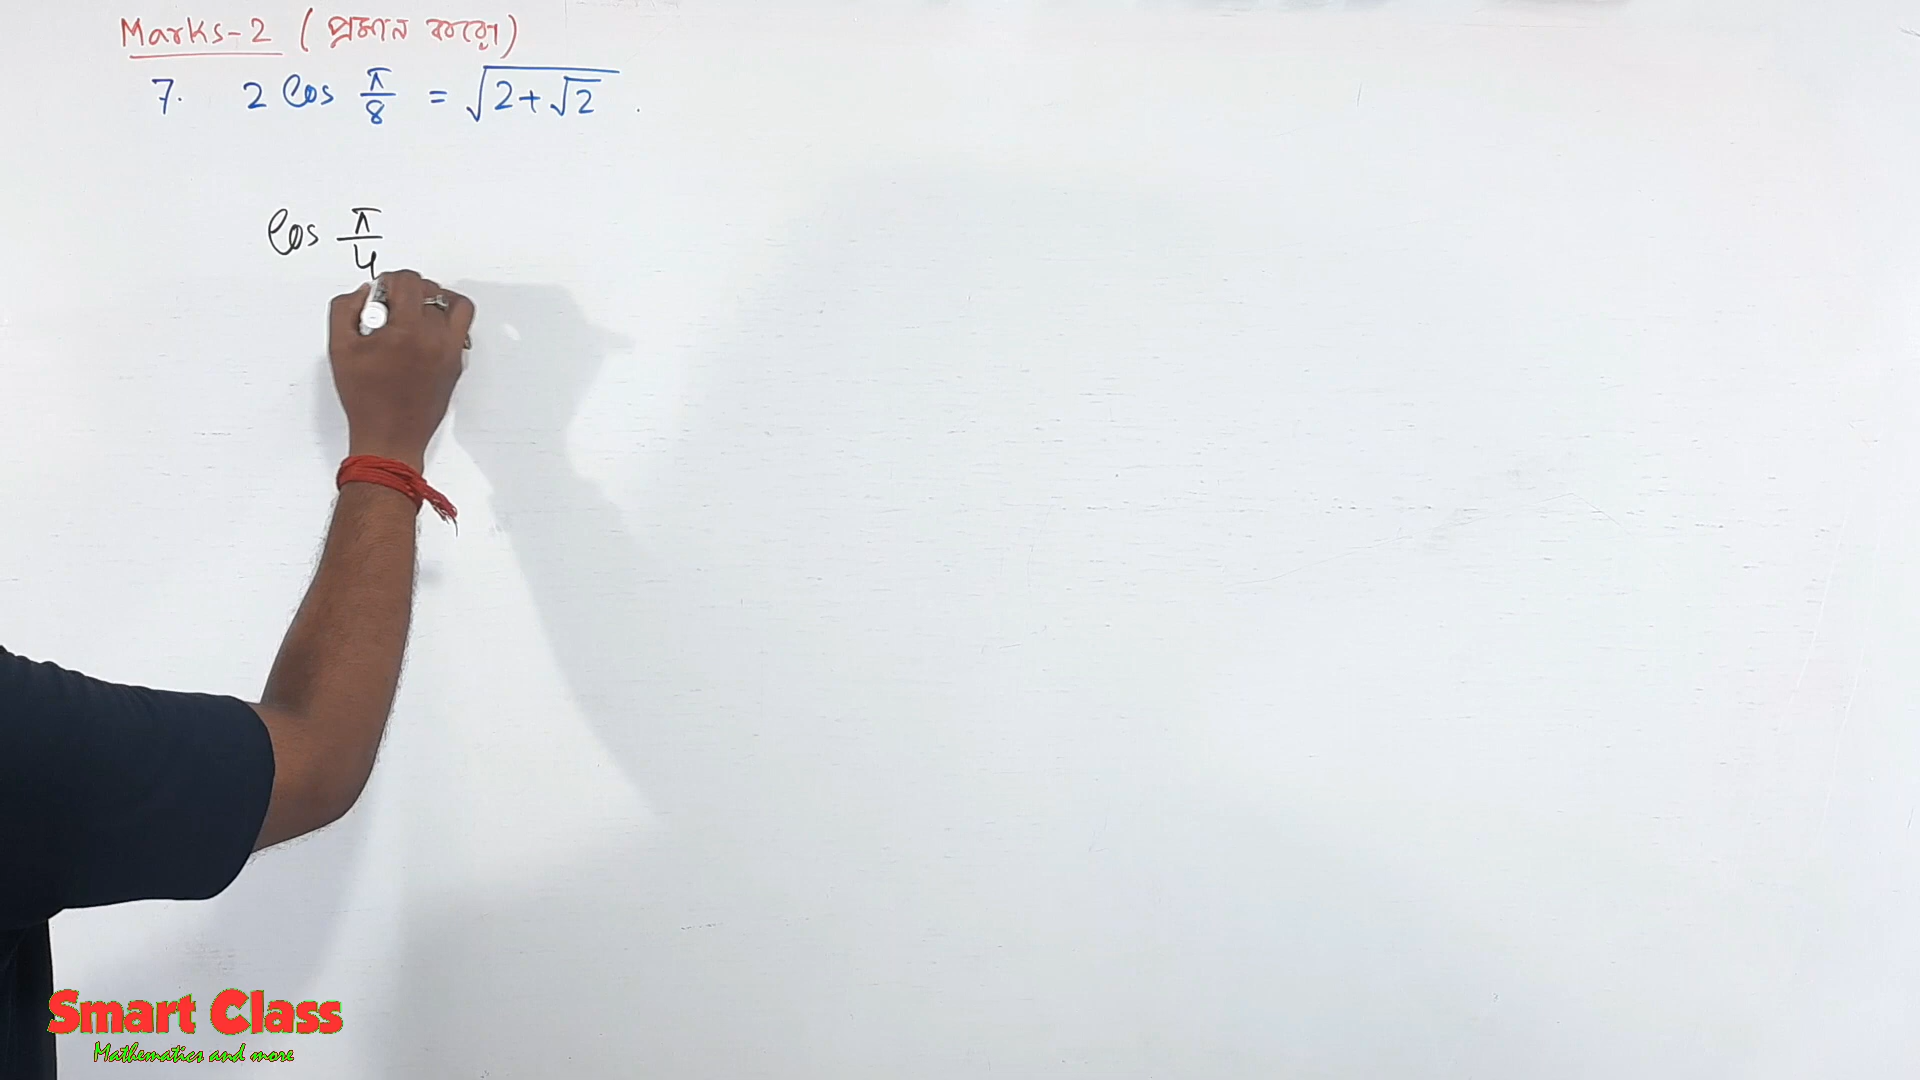 Marks-2 (প্রমান করো)
7. 2 cos π/8 = √(2+√2) .
cos π/4
Smart Class
Mathematics and more